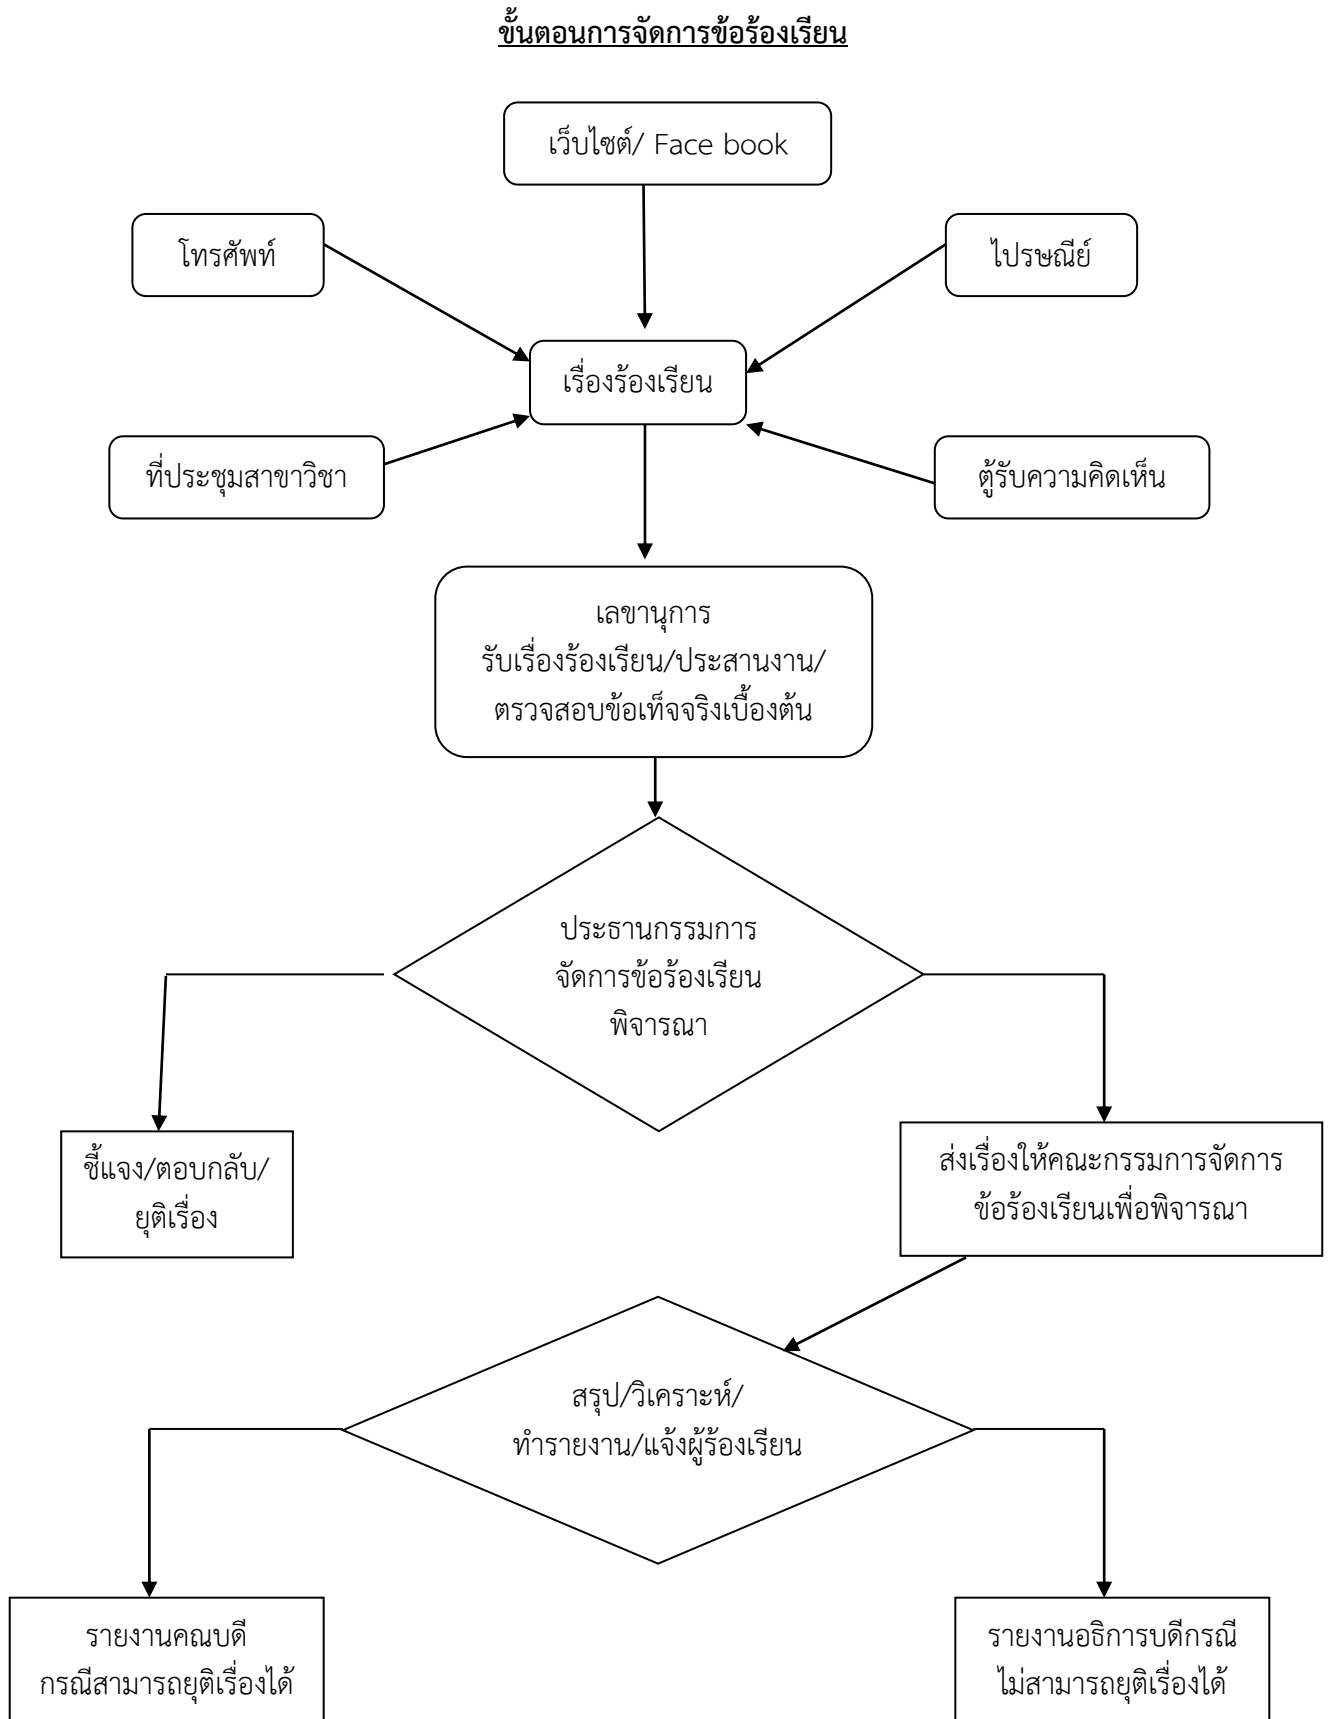 ขั้นตอนการจัดการข้อร้องเรียน
เว็บไซต์/ Face book
โทรศัพท์
ไปรษณีย์
เรื่องร้องเรียน
ที่ประชุมสาขาวิชา
ตู้รับความคิดเห็น
เลขานุการ
รับเรื่องร้องเรียน/ประสานงาน/
ตรวจสอบข้อเท็จจริงเบื้องต้น
ประธานกรรมการ
จัดการข้อร้องเรียน
พิจารณา
ชี้แจง/ตอบกลับ/
ยุติเรื่อง
ส่งเรื่องให้คณะกรรมการจัดการ
ข้อร้องเรียนเพื่อพิจารณา
สรุป/วิเคราะห์/
ทำรายงาน/แจ้งผู้ร้องเรียน
รายงานคณบดี
กรณีสามารถยุติเรื่องได้
รายงานอธิการบดีกรณี
ไม่สามารถยุติเรื่องได้